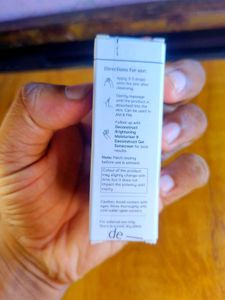 Directions for use:
Apply 2-3 drops
onto the skin after
cleansing.
Gently massage
until the product is
absorbed into the
skin. Can be used in
AM & PM.
Follow up with
Deconstruct
Brightening
Moisturizer &
Deconstruct Gel
Sunscreen for best
results.
Note: Patch testing
before use is advised.
Colour of the product
may slightly change with
time, but it does not
impact the potency and
Caution: Avoid contact with
eyes. Rinse thoroughly with
water upon contact.
For external use only.
de